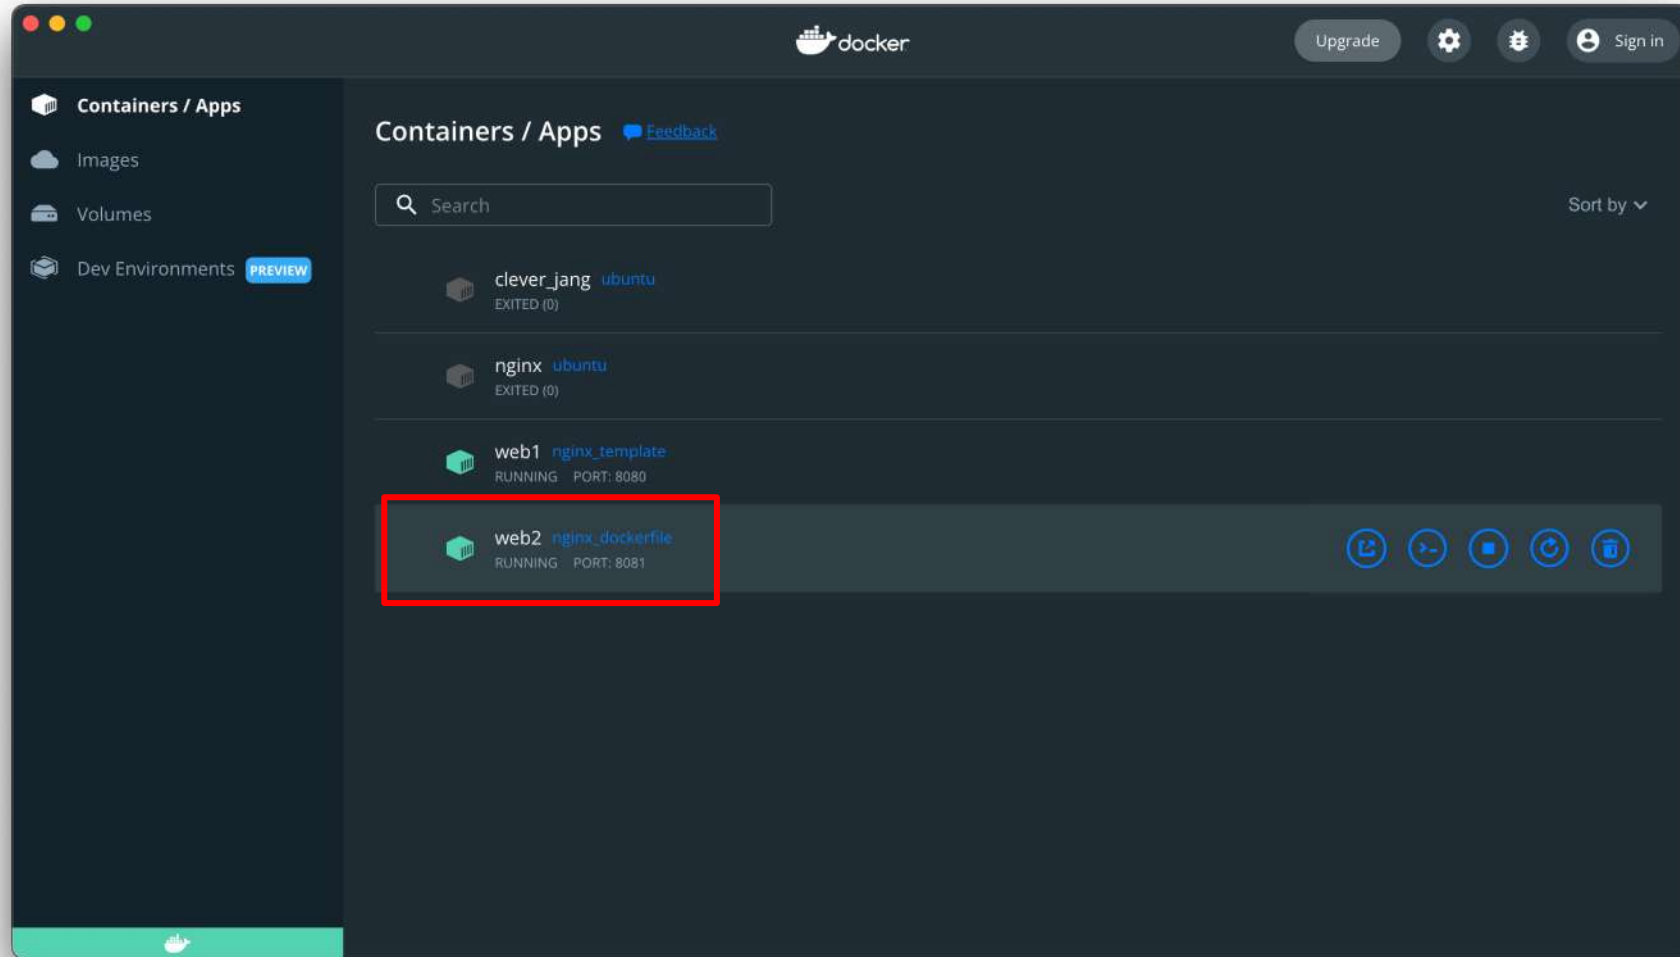 docker
Upgrade
Sign in
Containers / Apps
Images
Volumes
Dev Environments PREVIEW
Containers / Apps Feedback
Search
Sort by
clever_jang ubuntu
EXITED (0)
nginx ubuntu
EXITED (0)
web1 nginx_template
RUNNING PORT: 8080
web2 nginx_dockerfile
RUNNING PORT: 8081